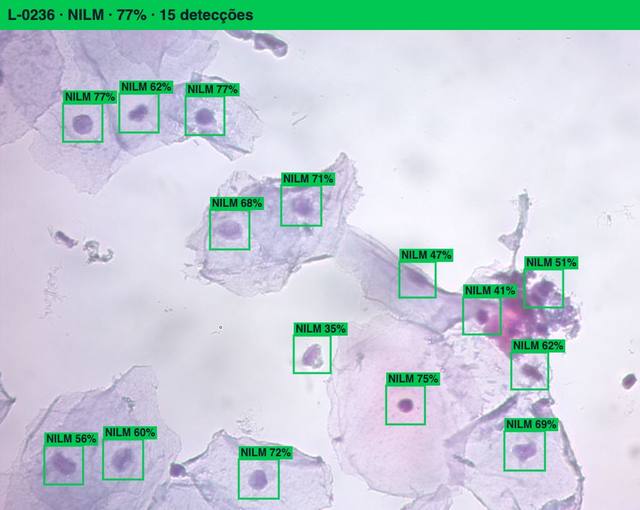 L-0236 · NILM · 77% · 15 detecções
NILM 77%
NILM 62%
NILM 77%
NILM 71%
NILM 68%
NILM 47%
NILM 51%
NILM 41%
NILM 35%
NILM 62%
NILM 75%
NILM 69%
NILM 56%
NILM 60%
NILM 72%